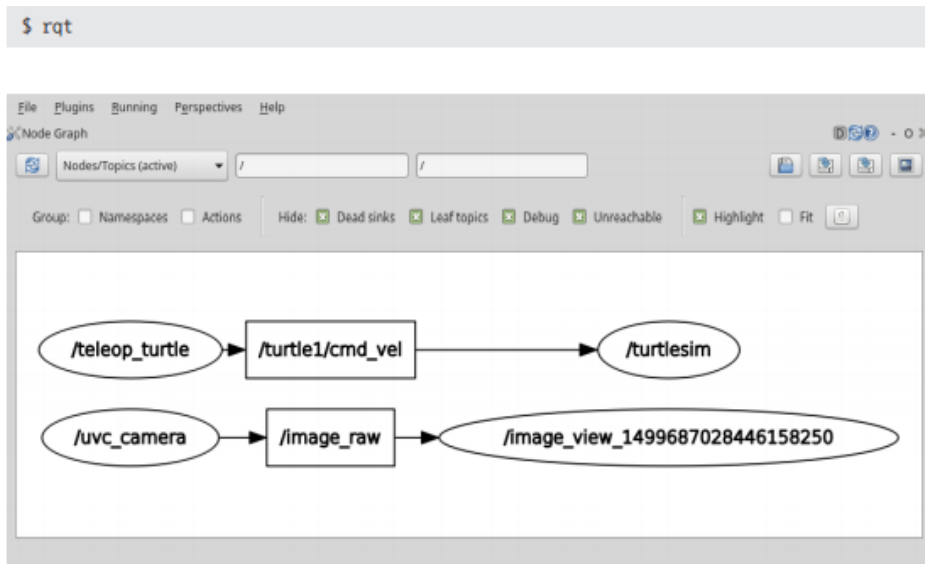 $ rqt
File Plugins Running Perspectives Help
Node Graph
Nodes/Topics (active) / /
Group: Namespaces Actions Hide: Dead sinks Leaf topics Debug Unreachable Highlight Fit
/teleop_turtle /turtle1/cmd_vel /turtlesim
/uvc_camera /image_raw /image_view_1499687028446158250